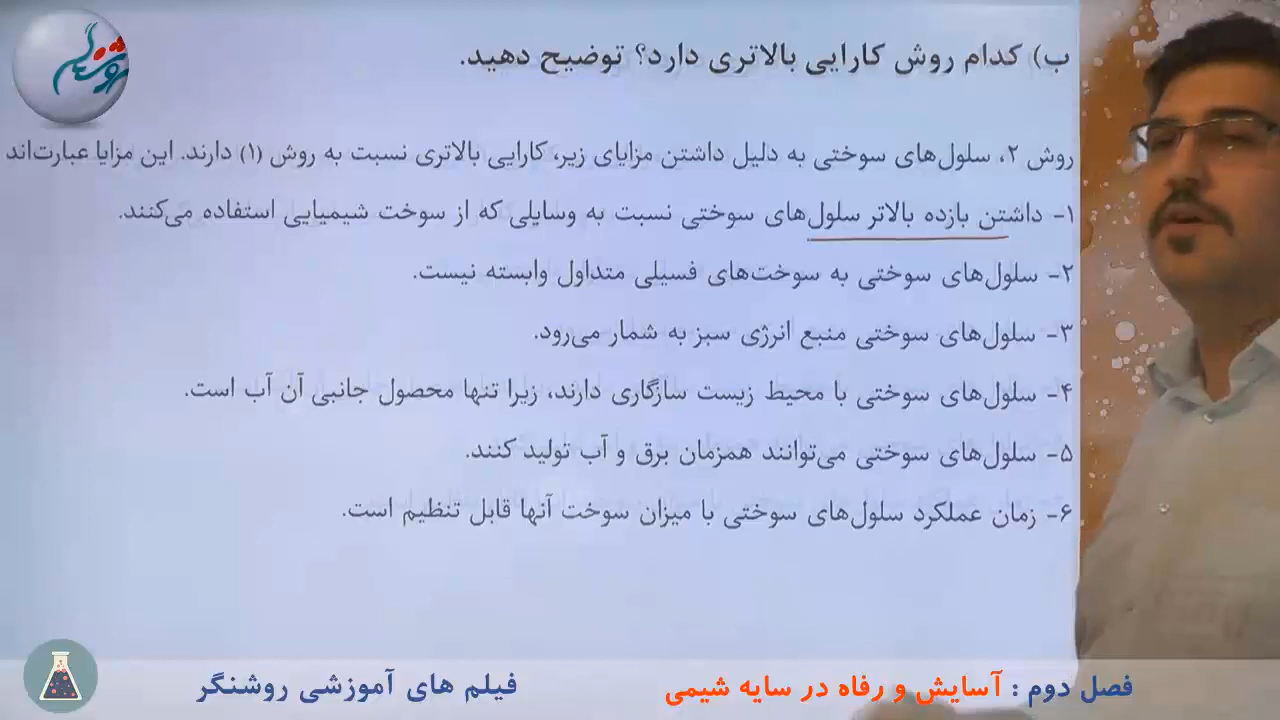 روشنگر
ب) کدام روش کارایی بالاتری دارد؟ توضیح دهید.
روش ۲، سلول‌های سوختی به دلیل داشتن مزایای زیر، کارایی بالاتری نسبت به روش (۱) دارند. این مزایا عبارت‌اند
۱- داشتن بازده بالاتر سلول‌های سوختی نسبت به وسایلی که از سوخت شیمیایی استفاده می‌کنند.
۲- سلول‌های سوختی به سوخت‌های فسیلی متداول وابسته نیست.
۳- سلول‌های سوختی منبع انرژی سبز به شمار می‌رود.
۴- سلول‌های سوختی با محیط زیست سازگاری دارند، زیرا تنها محصول جانبی آن آب است.
۵- سلول‌های سوختی می‌توانند همزمان برق و آب تولید کنند.
۶- زمان عملکرد سلول‌های سوختی با میزان سوخت آنها قابل تنظیم است.
فصل دوم : آسایش و رفاه در سایه شیمی
فیلم های آموزشی روشنگر